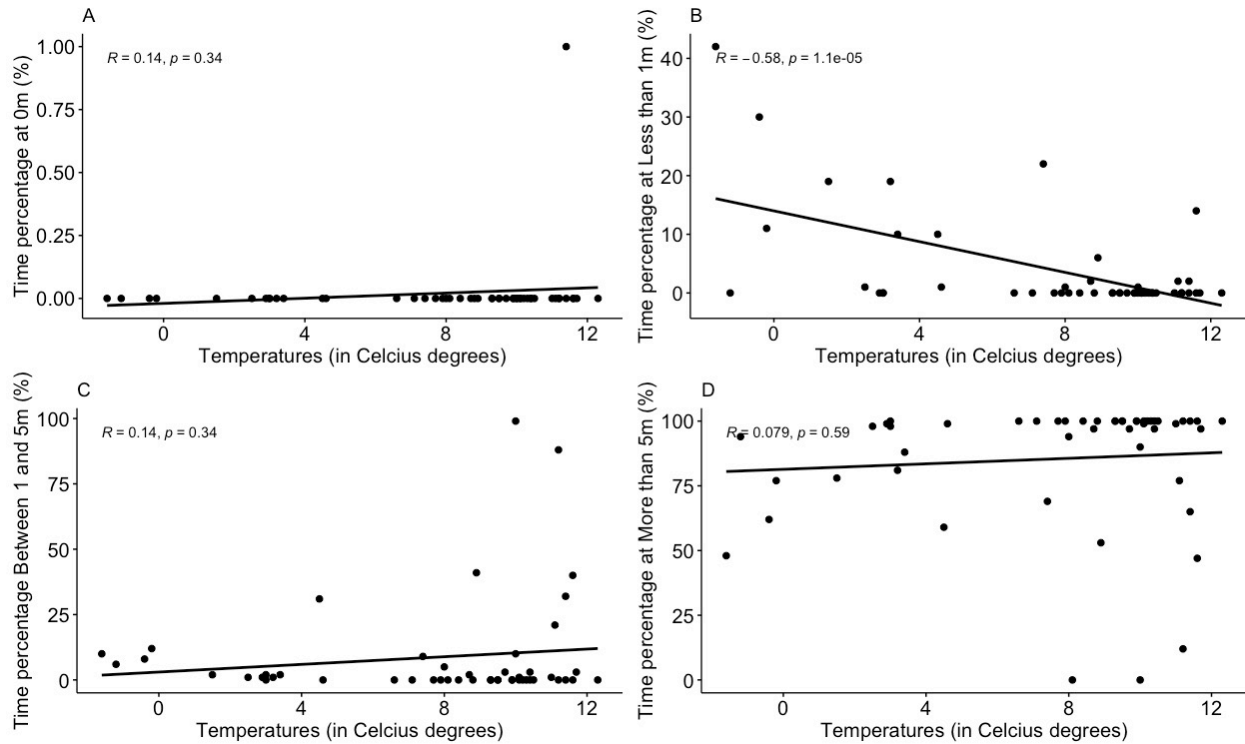 A
Time percentage at 0m (%)
1.00
0.75
0.50
0.25
0.00
R = 0.14, p = 0.34
0 4 8 12
Temperatures (in Celcius degrees)
B
Time percentage at Less than 1m (%)
40
30
20
10
0
R = −0.58, p = 1.1e-05
0 4 8 12
Temperatures (in Celcius degrees)
C
Time percentage Between 1 and 5m (%)
100
75
50
25
0
R = 0.14, p = 0.34
0 4 8 12
Temperatures (in Celcius degrees)
D
Time percentage at More than 5m (%)
100
75
50
25
0
R = 0.079, p = 0.59
0 4 8 12
Temperatures (in Celcius degrees)